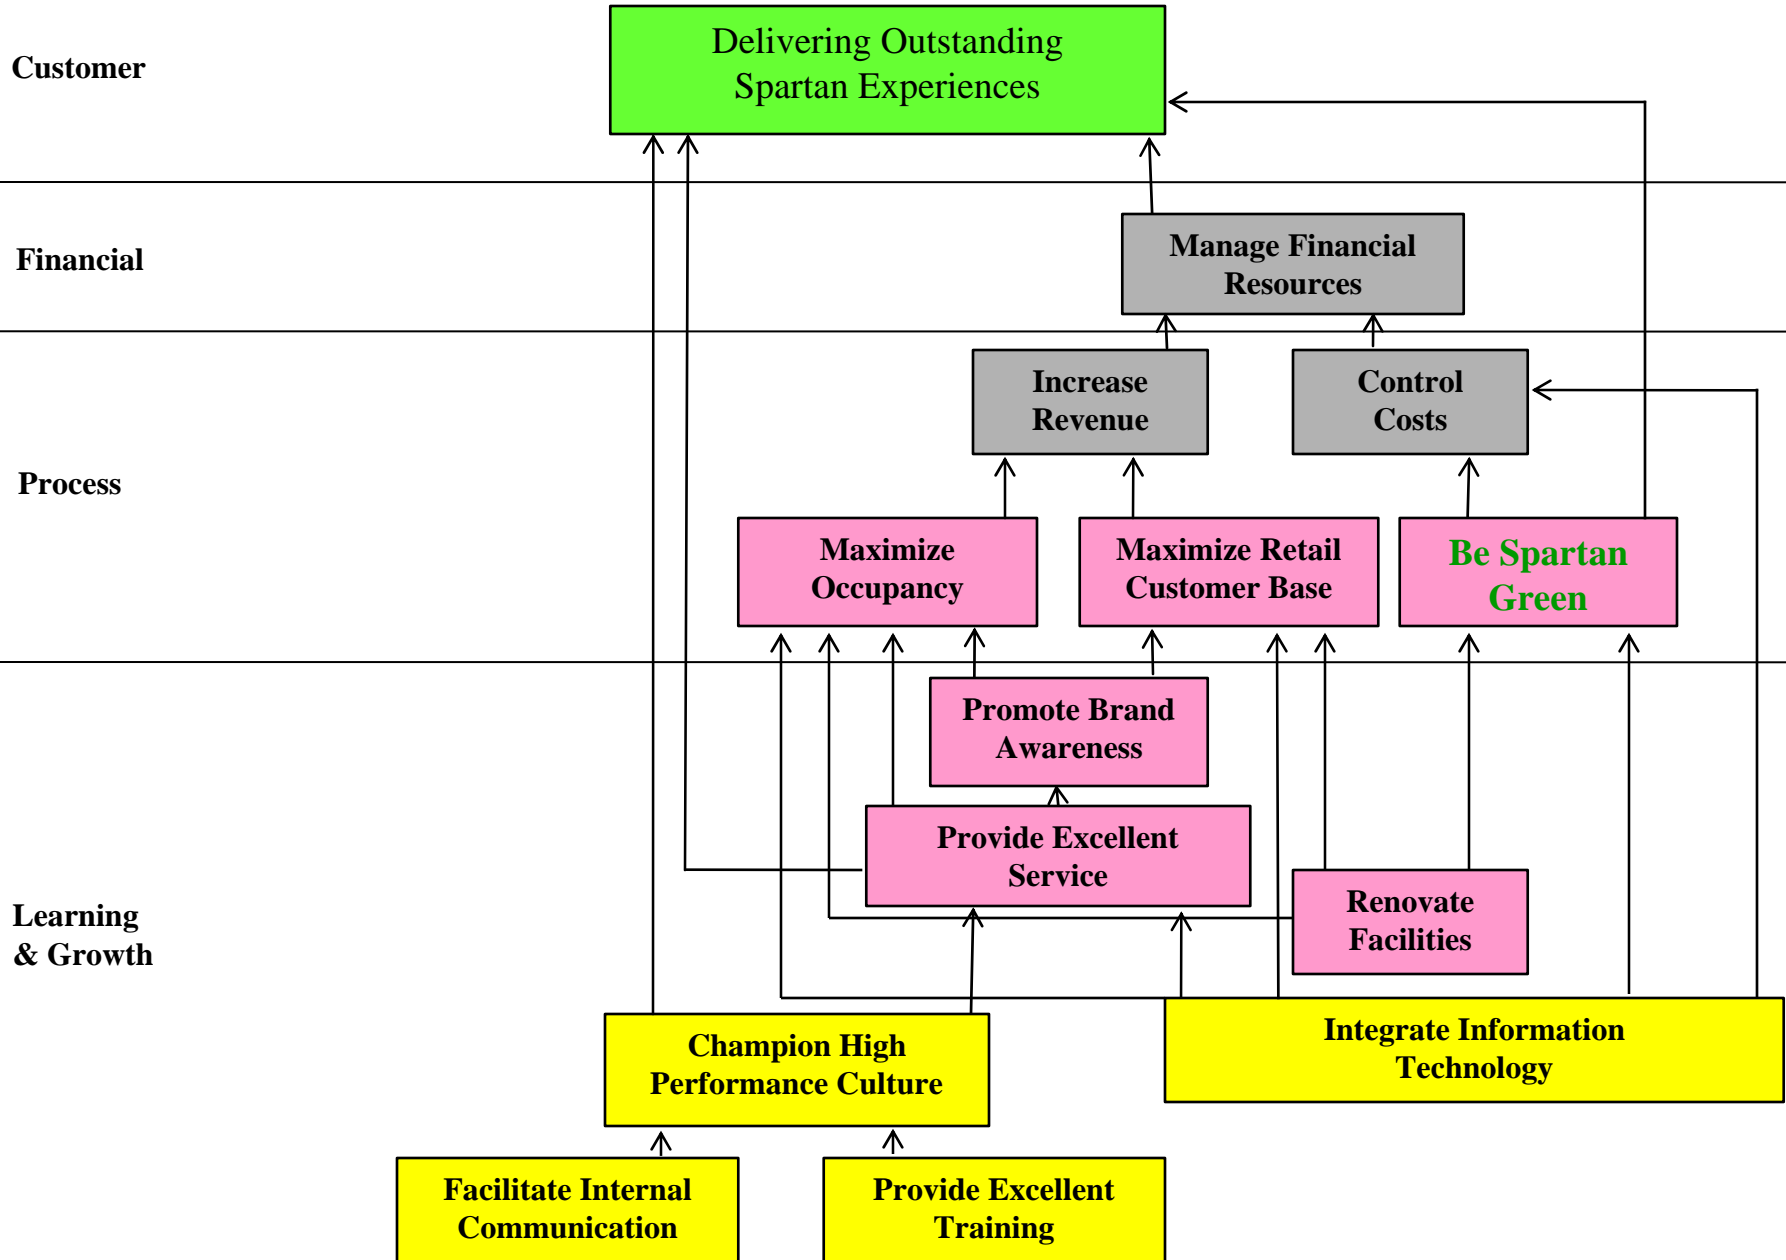 Delivering Outstanding
Spartan Experiences
Customer
Manage Financial
Resources
Financial
Increase
Revenue
Control
Costs
Process
Maximize
Occupancy
Maximize Retail
Customer Base
Be Spartan
Green
Promote Brand
Awareness
Provide Excellent
Service
Renovate
Facilities
Learning
& Growth
Champion High
Performance Culture
Integrate Information
Technology
Facilitate Internal
Communication
Provide Excellent
Training